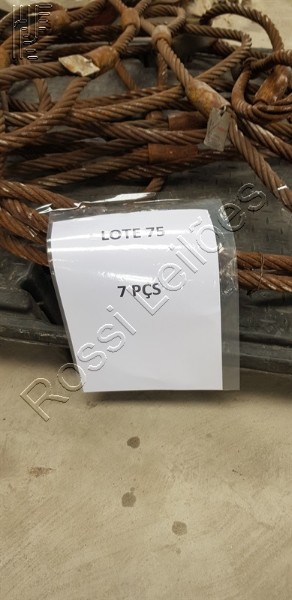 LOTE 75
7 PÇS
Rossi Leilões